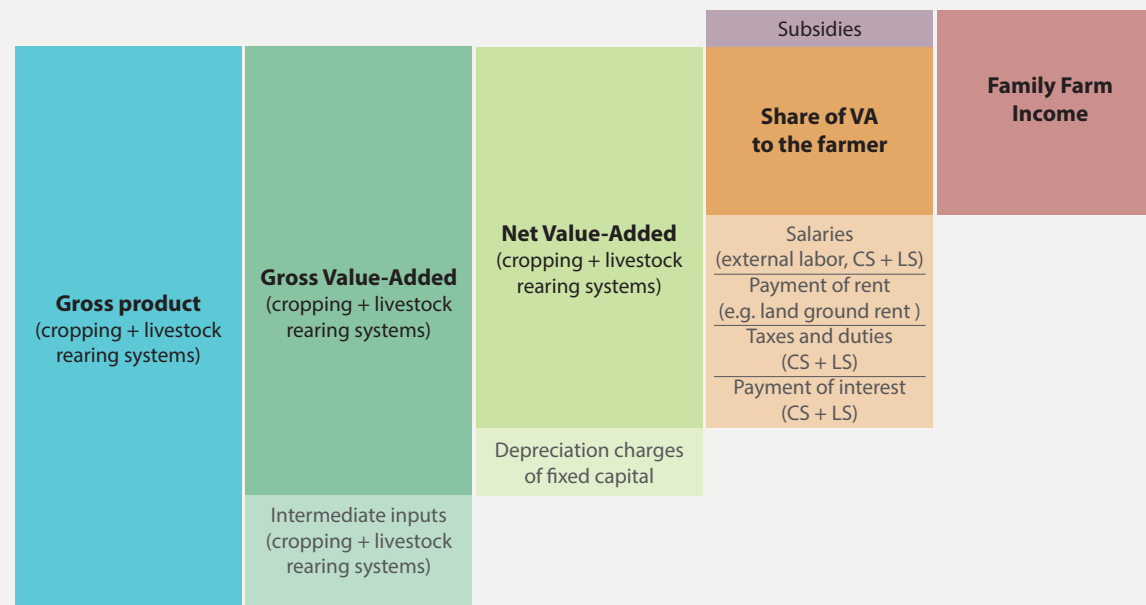 Gross product
(cropping + livestock
rearing systems)
Gross Value-Added
(cropping + livestock
rearing systems)
Intermediate inputs
(cropping + livestock
rearing systems)
Net Value-Added
(cropping + livestock
rearing systems)
Depreciation charges
of fixed capital
Subsidies
Share of VA
to the farmer
Salaries
(external labor, CS + LS)
Payment of rent
(e.g. land ground rent )
Taxes and duties
(CS + LS)
Payment of interest
(CS + LS)
Family Farm
Income